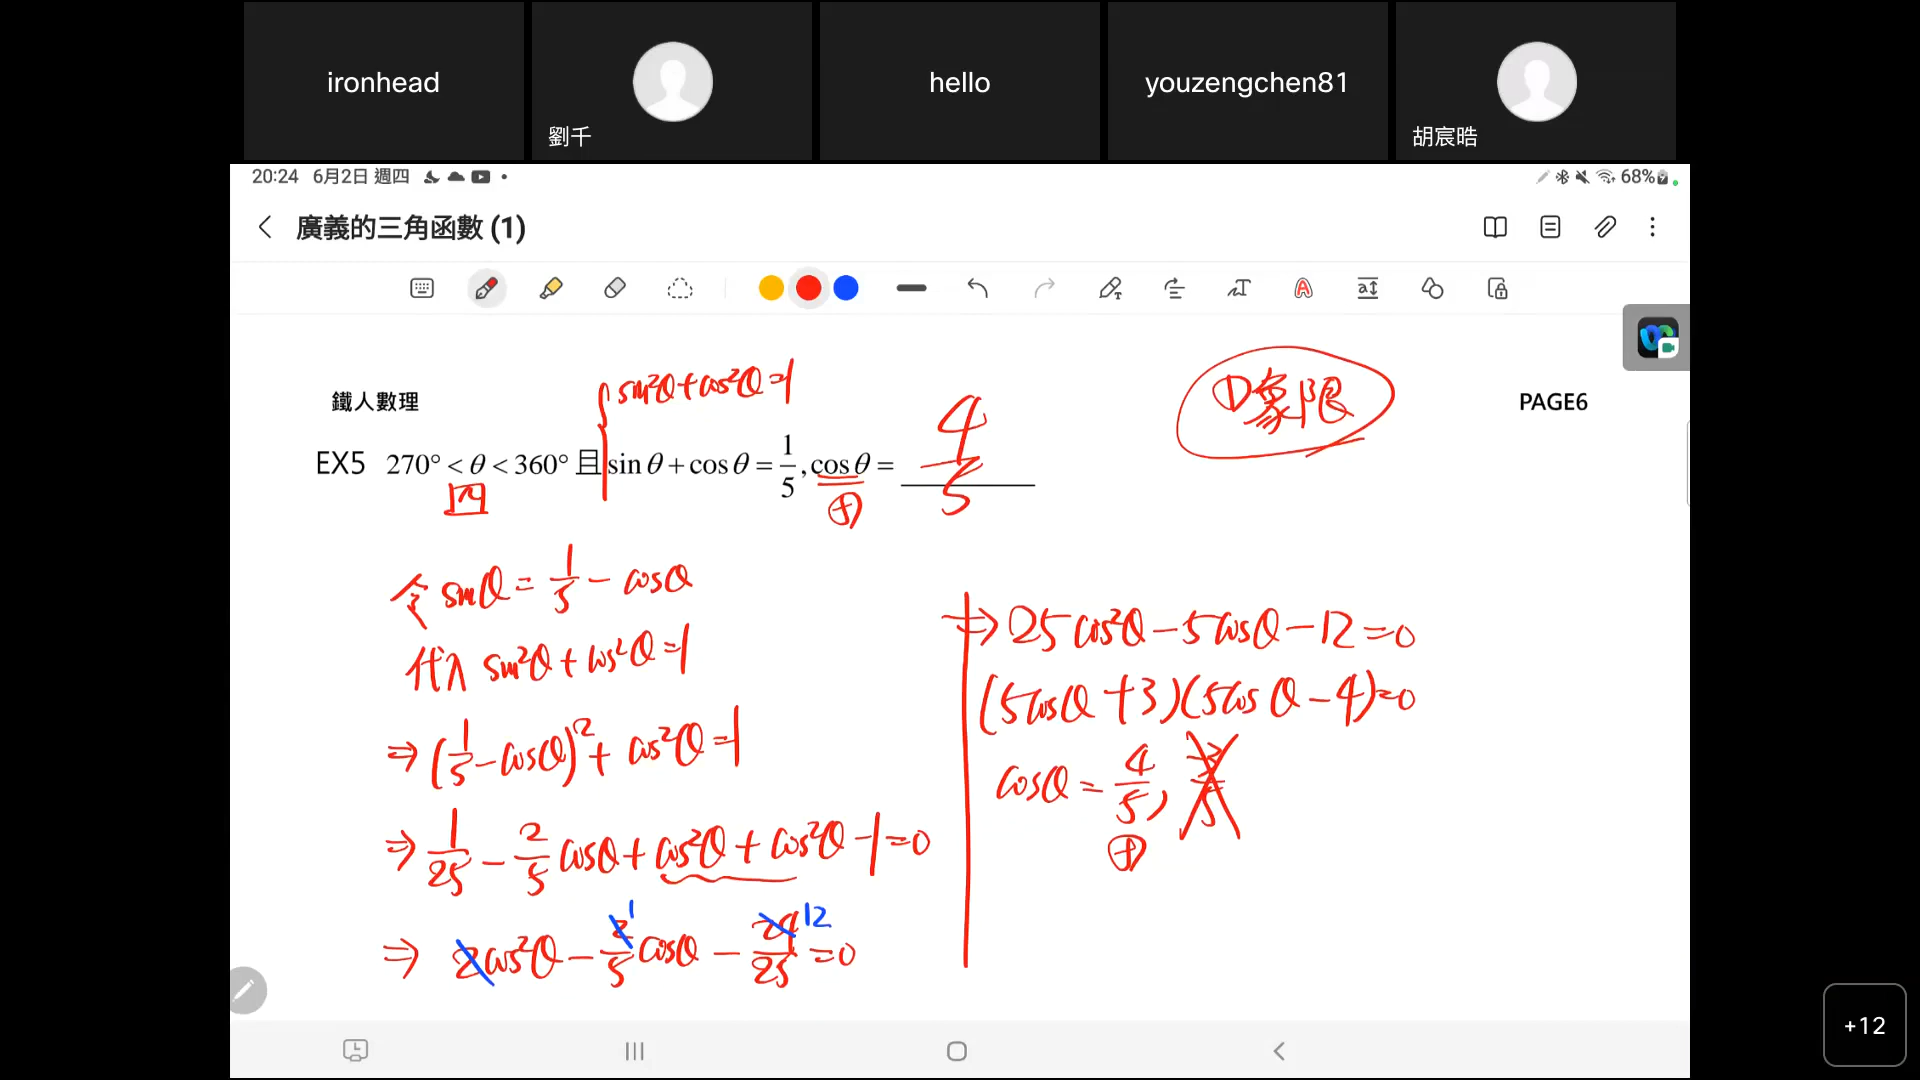 ironhead
劉千
hello
youzengchen81
胡宸晧
20:24 6月2日 週四
68%
廣義的三角函數 (1)
鐵人數理
sin²θ+cos²θ=1
①象限
PAGE6
EX5 270° < θ < 360° 且 sin θ + cos θ = 1/5 , cos θ = 4/5
四
⊕
令 sinθ = 1/5 - cosθ
代入 sin²θ + cos²θ = 1
⇒ (1/5 - cosθ)² + cos²θ = 1
⇒ 1/25 - 2/5 cosθ + cos²θ + cos²θ - 1 = 0
1 12
⇒ 2cos²θ - 2/5 cosθ - 24/25 = 0
⇒ 25cos²θ - 5cosθ - 12 = 0
(5cosθ + 3)(5cosθ - 4) = 0
cosθ = 4/5 ,
⊕
+12